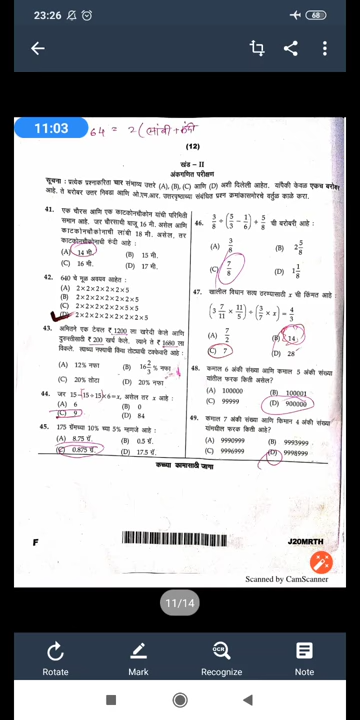 23:26
68
11:03
64 = 2 (लांबी +
(12)
खंड – II
अंकगणित परीक्षण
सूचना : प्रत्येक प्रश्नाकरिता चार संभाव्य उत्तरे (A), (B), (C) आणि (D) अशी दिलेली आहेत. यापैकी केवळ एकच बरोबर
आहे. ते बरोबर उत्तर निवडा आणि ओ.एम.आर. उत्तरपत्रिकेच्या संबंधित प्रश्न क्रमांकासमोरचे वर्तुळ काळे करा.
41. एक चौरस आणि एक काटकोनचौकोन यांची परिमिती
समान आहे. जर चौरसाची भाजू 16 मी. असेल आणि
काटकोनचौकोनाची लांबी 18 मी. असेल, तर
काटकोनचौकोनाची रुंदी आहे :
(A) 14 मी. (B) 15 मी.
(C) 16 मी. (D) 17 मी.
42. 640 चे मूळ अवयव आहेत :
(A) 2×2×2×2×2×5
(B) 2×2×2×2×2×2×5
(C) 2×2×2×2×2×5×5
(D) 2×2×2×2×2×2×2×5
43. अमितने एक टेबल ₹ 1200 ला खरेदी केले आणि
दुरुस्तीसाठी ₹ 200 खर्च केले. त्याने ते ₹ 1680 ला
विकले. त्याच्या नफ्याची किंवा तोट्याची टक्केवारी आहे :
(A) 12% नफा (B) 16 2/3 % नफा
(C) 20% तोटा (D) 20% नफा
44. जर 15–(15÷15)×6=x, असेल तर x आहे :
(A) 6 (B) 0
(C) 9 (D) 84
45. 175 ग्रॅमच्या 10% च्या 5% म्हणजे आहे :
(A) 8.75 ग्रॅ. (B) 0.5 ग्रॅ.
(C) 0.875 ग्रॅ. (D) 17.5 ग्रॅ.
46. 3/8 ÷ (5/3 – 1/6) + 5/8 ची बरोबरी आहे :
(A) 3/8 (B) 2 5/8
(C) 7/8 (D) 1 1/8
47. खालील विधान सत्य ठरण्यासाठी x ची किंमत आहे
(3 7/11 × 11/5) ÷ (3/7 × x) = 4/3
(A) 7/2 (B) 14
(C) 7 (D) 28
48. कमाल 6 अंकी संख्या आणि कमाल 5 अंकी संख्या
यांतील फरक किती असेल ?
(A) 100000 (B) 100001
(C) 99999 (D) 900000
49. कमाल 7 अंकी संख्या आणि किमान 4 अंकी संख्या
यामधील फरक किती आहे ?
(A) 9990999 (B) 9993999
(C) 9996999 (D) 9998999
कच्च्या कामासाठी जागा
F
J20MRTH
Scanned by CamScanner
11/14
OCR
Rotate Mark Recognize Note